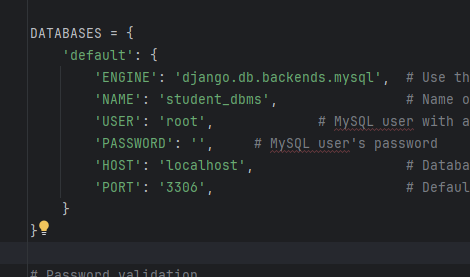 DATABASES = {
    'default': {
        'ENGINE': 'django.db.backends.mysql',  # Use th
        'NAME': 'student_dbms',                # Name o
        'USER': 'root',             # MySQL user with a
        'PASSWORD': '',     # MySQL user's password
        'HOST': 'localhost',                   # Databa
        'PORT': '3306',                        # Defaul
    }
}
# Password validation